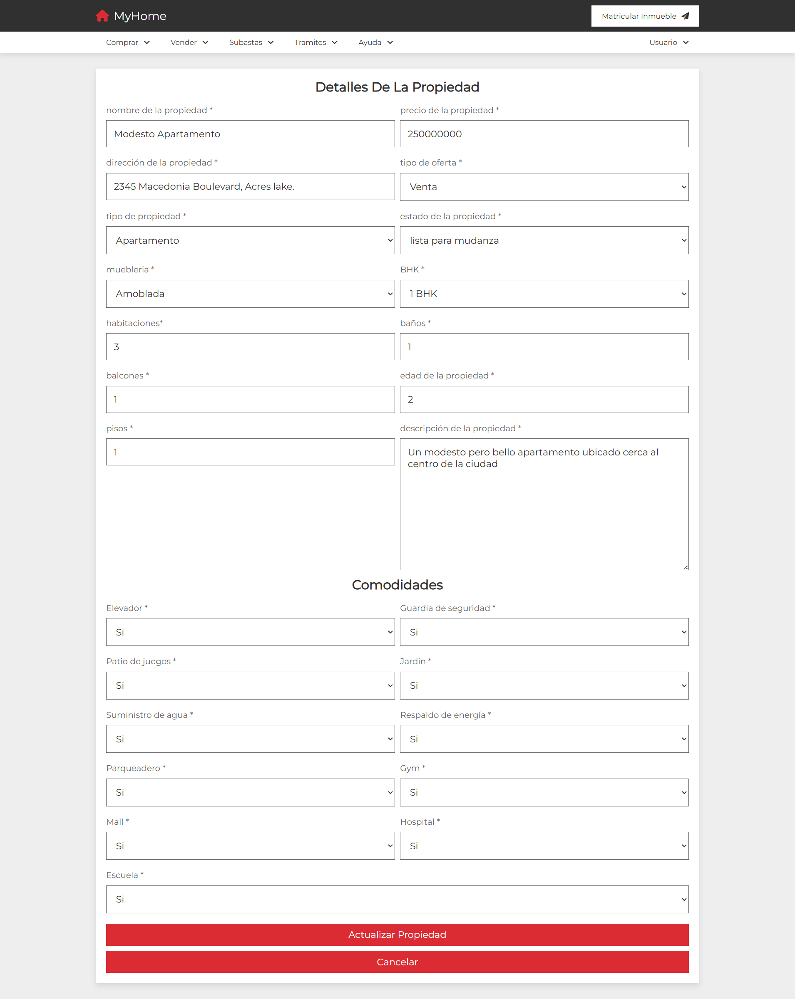 MyHome
Matricular Inmueble
Comprar
Vender
Subastas
Tramites
Ayuda
Usuario
Detalles De La Propiedad
nombre de la propiedad *
precio de la propiedad *
Modesto Apartamento
250000000
dirección de la propiedad *
tipo de oferta *
2345 Macedonia Boulevard, Acres lake.
Venta
tipo de propiedad *
estado de la propiedad *
Apartamento
lista para mudanza
muebleria *
BHK *
Amoblada
1 BHK
habitaciones*
baños *
3
1
balcones *
edad de la propiedad *
1
2
pisos *
descripción de la propiedad *
1
Un modesto pero bello apartamento ubicado cerca al
centro de la ciudad
Comodidades
Elevador *
Guardia de seguridad *
Si
Si
Patio de juegos *
Jardín *
Si
Si
Suministro de agua *
Respaldo de energía *
Si
Si
Parqueadero *
Gym *
Si
Si
Mall *
Hospital *
Si
Si
Escuela *
Si
Actualizar Propiedad
Cancelar